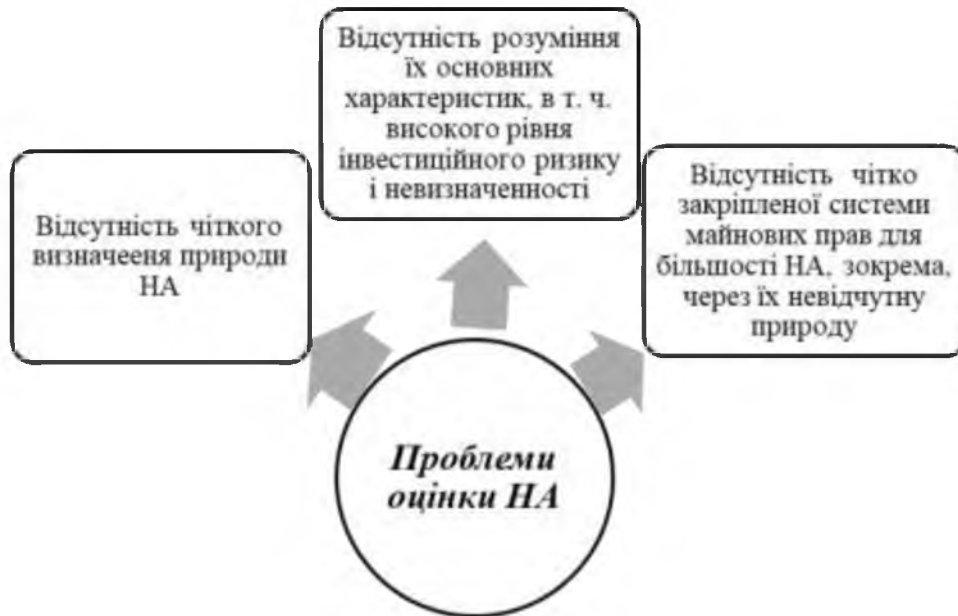 Відсутність чіткого
визначееня природи
НА
Відсутність розуміння
їх основних
характеристик, в т. ч.
високого рівня
інвестиційного ризику
і невизначенності
Відсутність чітко
закріпленої системи
майнових прав для
більшості НА, зокрема,
через їх невідчутну
природу
Проблеми
оцінки НА